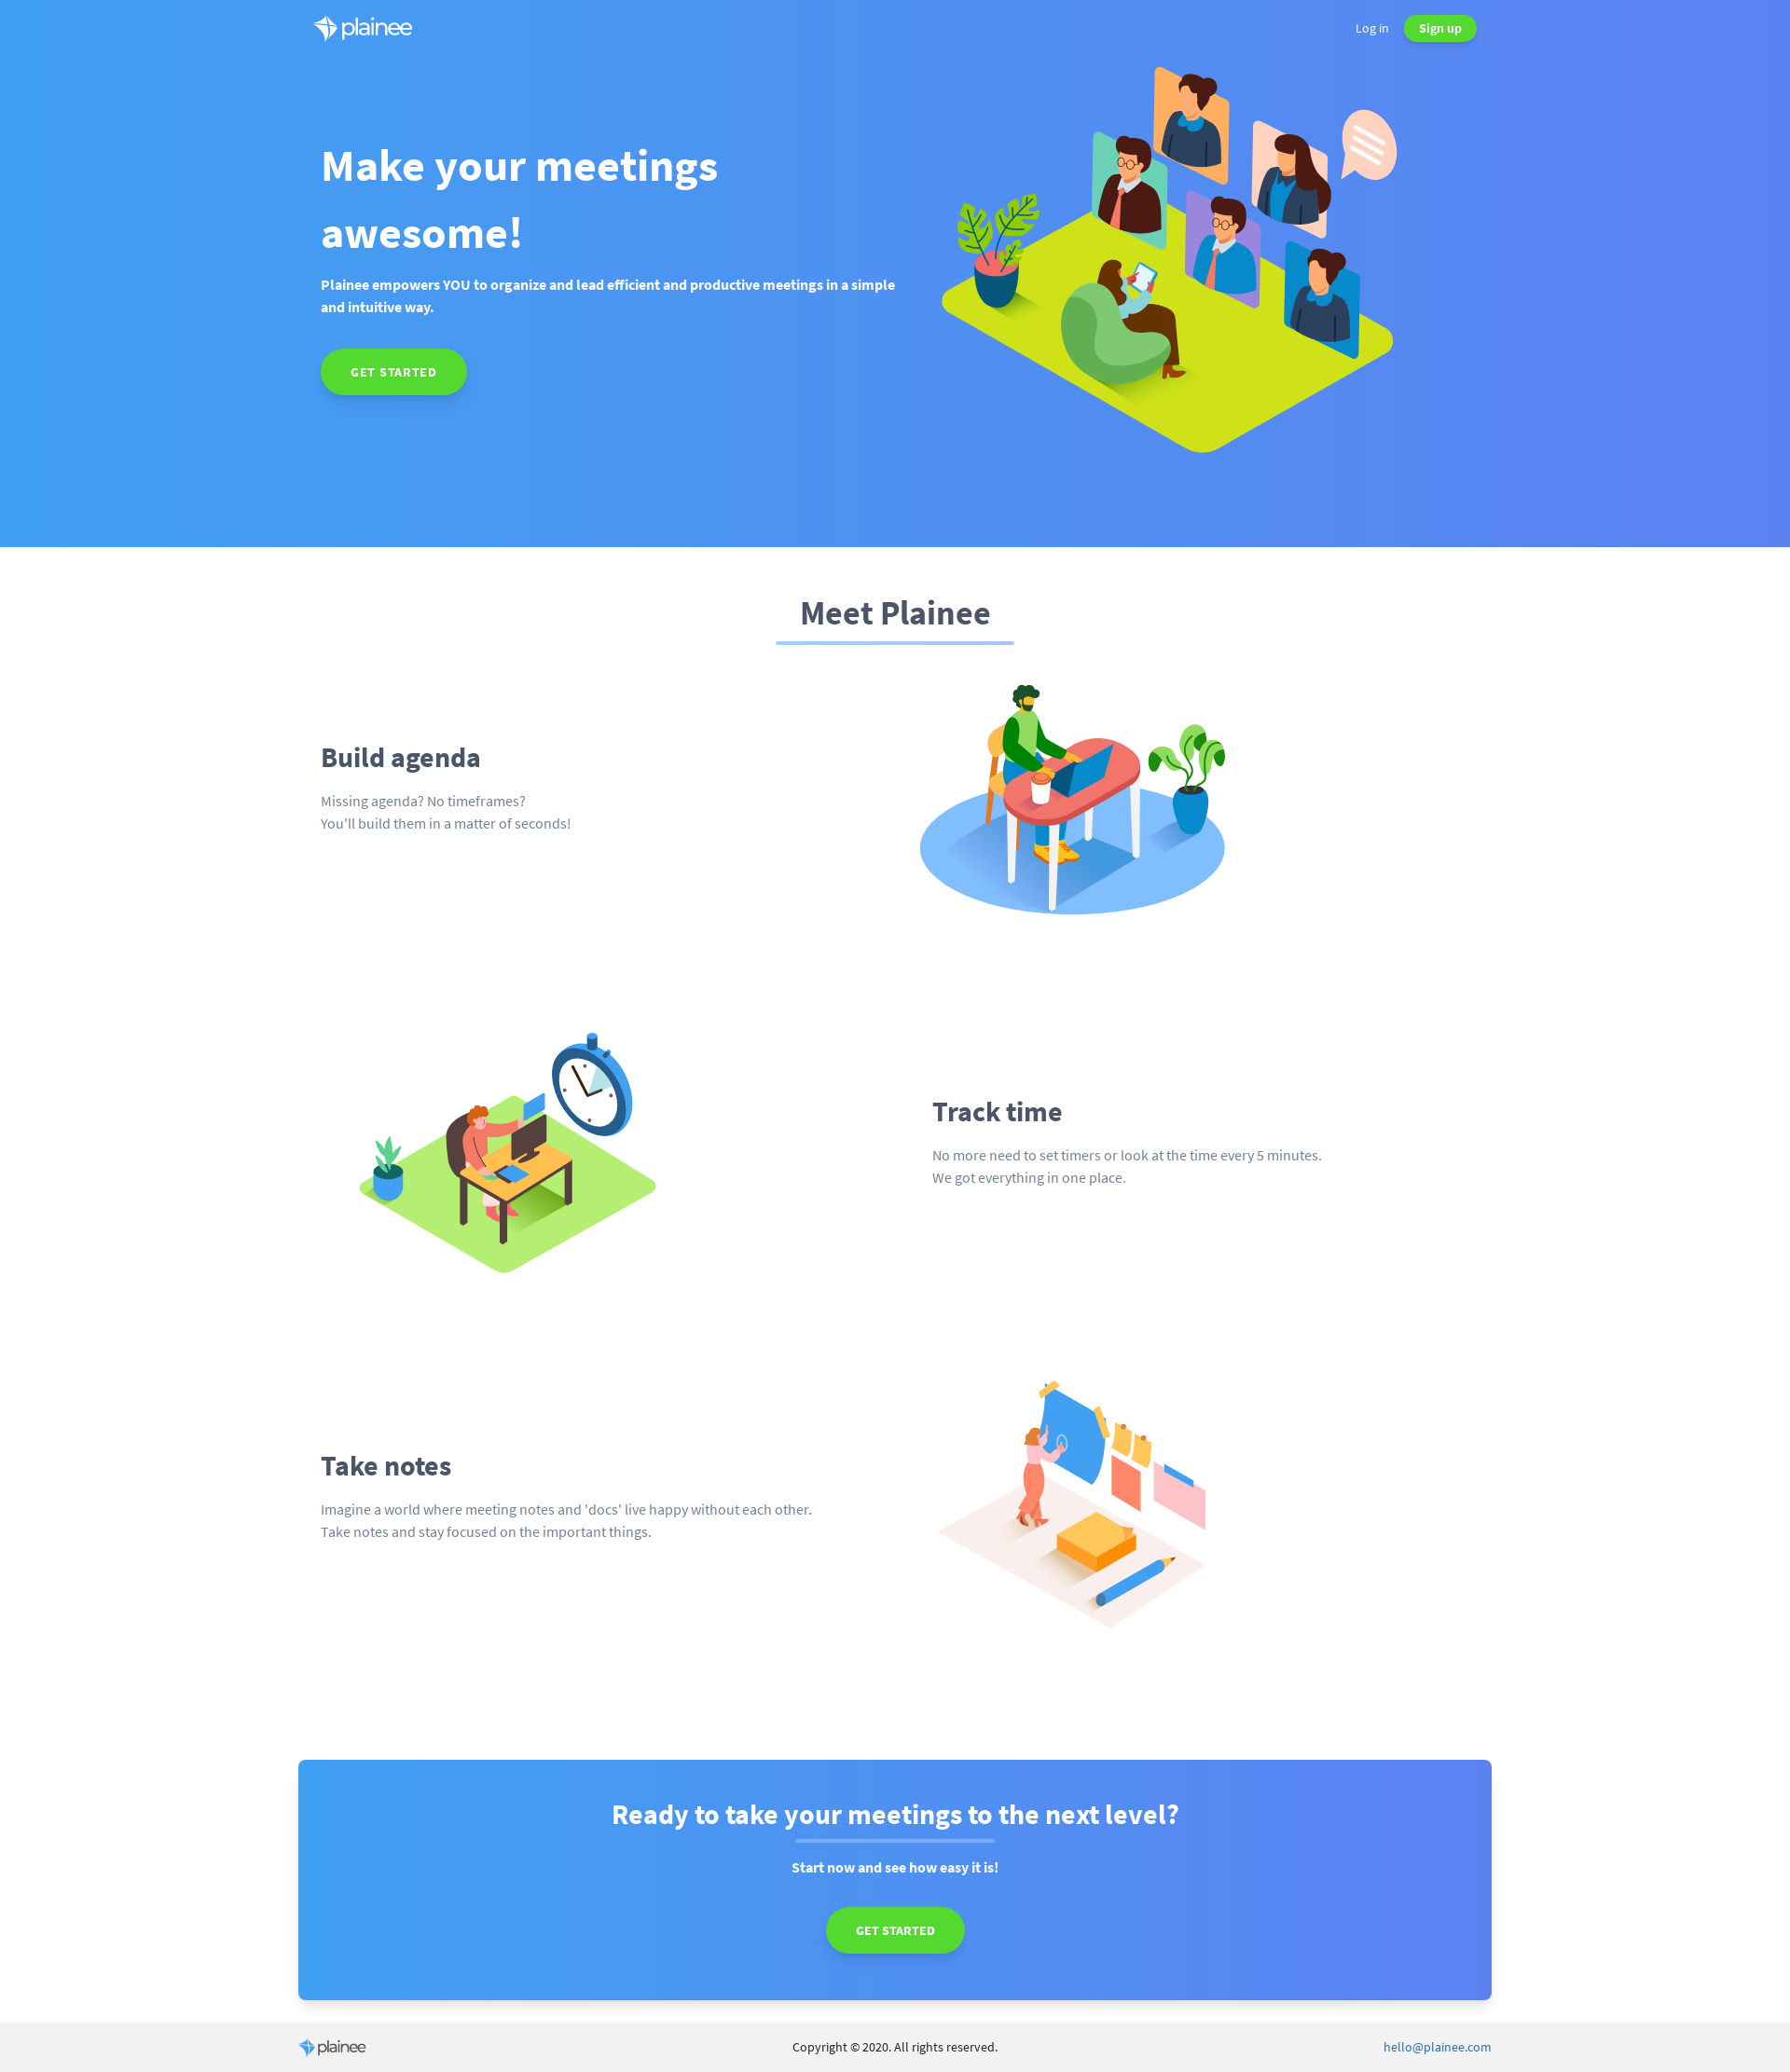 plainee
Log in
Sign up
Make your meetings
awesome!
Plainee empowers YOU to organize and lead efficient and productive meetings in a simple
and intuitive way.
GET STARTED
Meet Plainee
Build agenda
Missing agenda? No timeframes?
You'll build them in a matter of seconds!
Track time
No more need to set timers or look at the time every 5 minutes.
We got everything in one place.
Take notes
Imagine a world where meeting notes and 'docs' live happy without each other.
Take notes and stay focused on the important things.
Ready to take your meetings to the next level?
Start now and see how easy it is!
GET STARTED
plainee
Copyright © 2020. All rights reserved.
hello@plainee.com